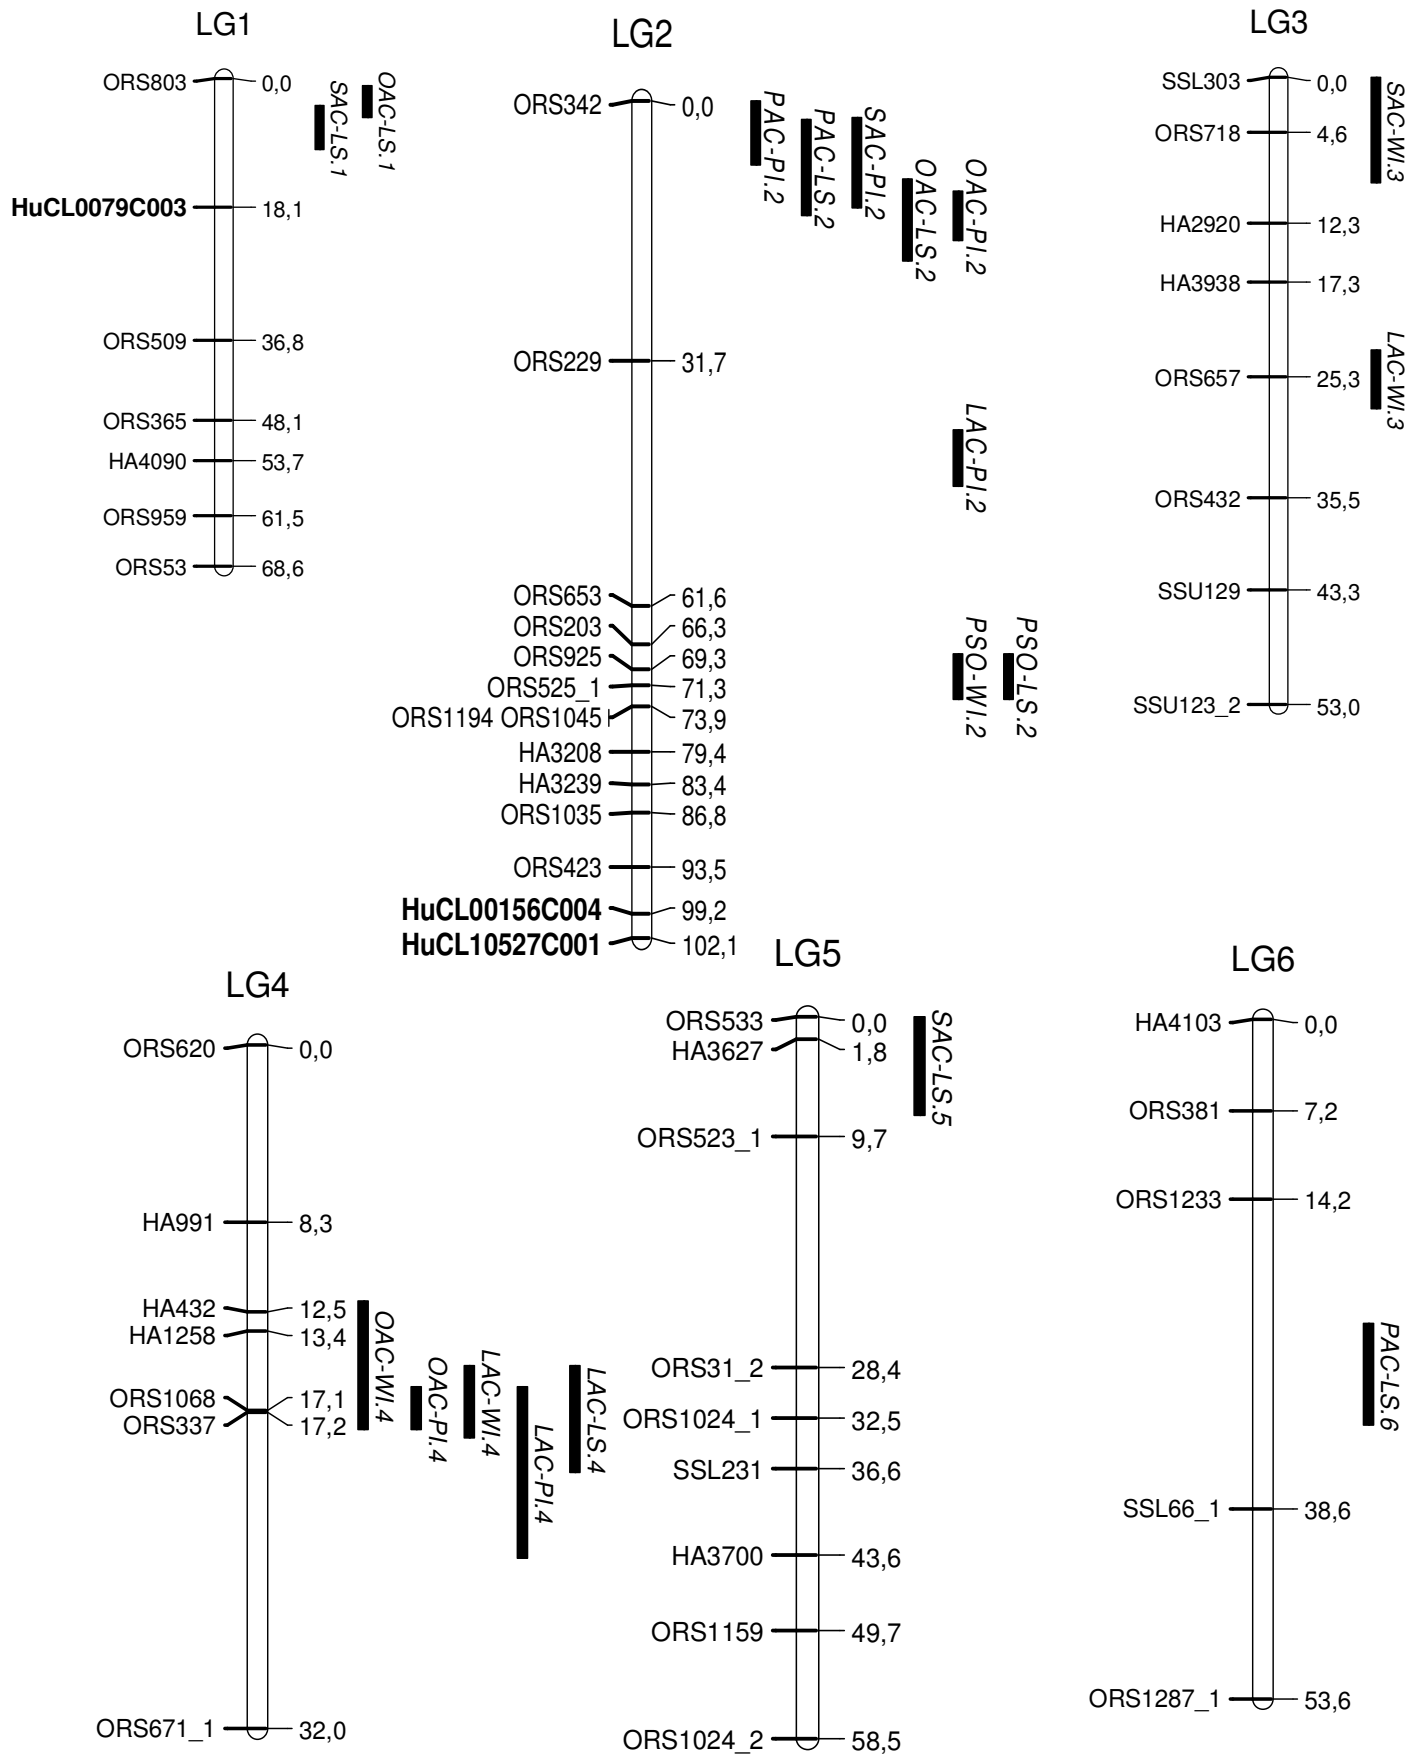 LG1
ORS803 0,0
HuCL0079C003 18,1
ORS509 36,8
ORS365 48,1
HA4090 53,7
ORS959 61,5
ORS53 68,6
SAC-LS.1
OAC-LS.1
LG2
ORS342 0,0
ORS229 31,7
ORS653 61,6
ORS203 66,3
ORS925 69,3
ORS525_1 71,3
ORS1194 ORS1045 73,9
HA3208 79,4
HA3239 83,4
ORS1035 86,8
ORS423 93,5
HuCL00156C004 99,2
HuCL10527C001 102,1
PAC-PI.2
PAC-LS.2
SAC-PI.2
OAC-LS.2
OAC-PI.2
LAC-PI.2
PSO-WI.2
PSO-LS.2
LG3
SSL303 0,0
ORS718 4,6
HA2920 12,3
HA3938 17,3
ORS657 25,3
ORS432 35,5
SSU129 43,3
SSU123_2 53,0
SAC-WI.3
LAC-WI.3
LG4
ORS620 0,0
HA991 8,3
HA432 12,5
HA1258 13,4
ORS1068 17,1
ORS337 17,2
ORS671_1 32,0
OAC-WI.4
OAC-PI.4
LAC-WI.4
LAC-PI.4
LAC-LS.4
LG5
ORS533 0,0
HA3627 1,8
ORS523_1 9,7
ORS31_2 28,4
ORS1024_1 32,5
SSL231 36,6
HA3700 43,6
ORS1159 49,7
ORS1024_2 58,5
SAC-LS.5
LG6
HA4103 0,0
ORS381 7,2
ORS1233 14,2
SSL66_1 38,6
ORS1287_1 53,6
PAC-LS.6